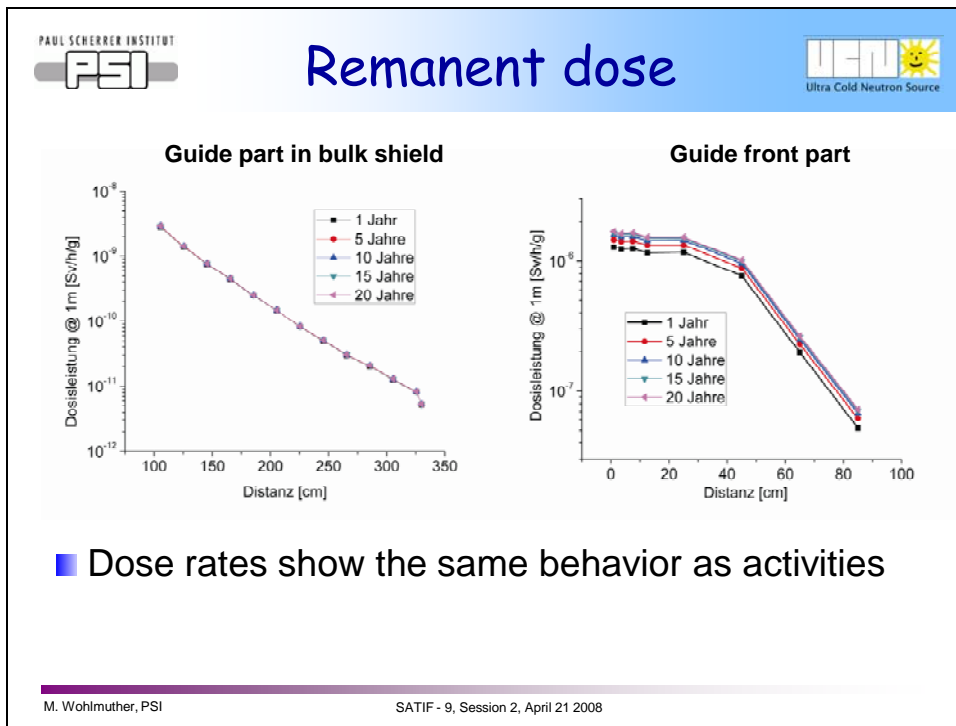 PAUL SCHERRER INSTITUT
PSI
Remanent dose
UCN
Ultra Cold Neutron Source
Guide part in bulk shield
Dosisleistung @ 1m [Sv/h/g]
10⁻⁸
10⁻⁹
10⁻¹⁰
10⁻¹¹
10⁻¹²
1 Jahr
5 Jahre
10 Jahre
15 Jahre
20 Jahre
100 150 200 250 300 350
Distanz [cm]
Guide front part
Dosisleistung @ 1m [Sv/h/g]
10⁻⁶
10⁻⁷
1 Jahr
5 Jahre
10 Jahre
15 Jahre
20 Jahre
0 20 40 60 80 100
Distanz [cm]
Dose rates show the same behavior as activities
M. Wohlmuther, PSI
SATIF - 9, Session 2, April 21 2008